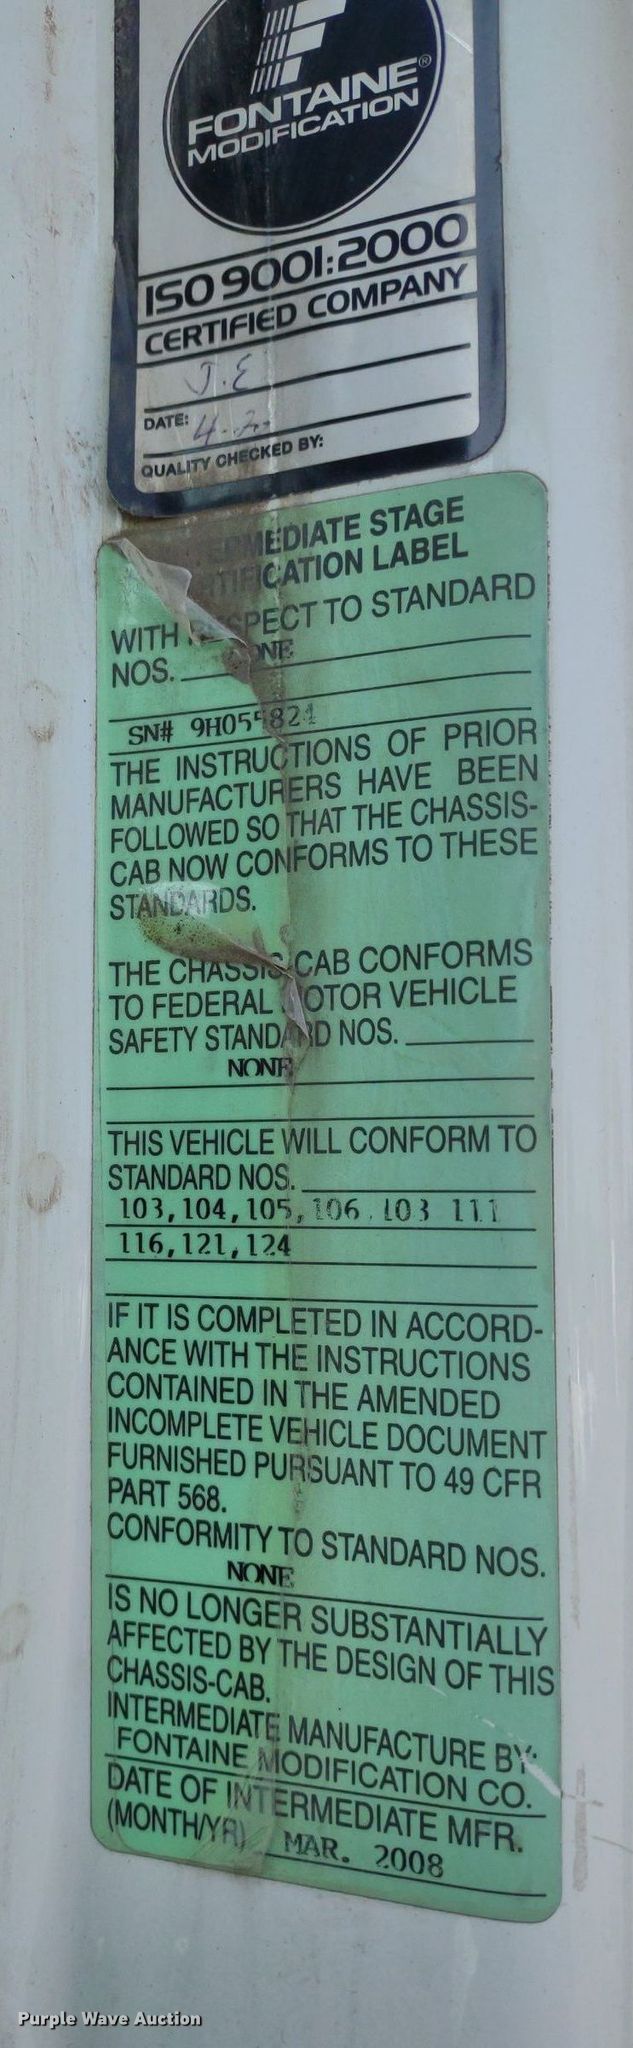 F
FONTAINE®
MODIFICATION
ISO 9001:2000
CERTIFIED COMPANY
J.E
DATE: 4-2-
QUALITY CHECKED BY:
ERMEDIATE STAGE
RTIFICATION LABEL
WITH RESPECT TO STANDARD
NOS. ONE
SN# 9H055821
THE INSTRUCTIONS OF PRIOR
MANUFACTURERS HAVE BEEN
FOLLOWED SO THAT THE CHASSIS-
CAB NOW CONFORMS TO THESE
STANDARDS.
THE CHASSIS-CAB CONFORMS
TO FEDERAL MOTOR VEHICLE
SAFETY STANDARD NOS.
NONE
THIS VEHICLE WILL CONFORM TO
STANDARD NOS.
103,104,105,106,103 111
116,121,124
IF IT IS COMPLETED IN ACCORD-
ANCE WITH THE INSTRUCTIONS
CONTAINED IN THE AMENDED
INCOMPLETE VEHICLE DOCUMENT
FURNISHED PURSUANT TO 49 CFR
PART 568.
CONFORMITY TO STANDARD NOS.
NONE
IS NO LONGER SUBSTANTIALLY
AFFECTED BY THE DESIGN OF THIS
CHASSIS-CAB.
INTERMEDIATE MANUFACTURE BY:
FONTAINE MODIFICATION CO.
DATE OF INTERMEDIATE MFR.
(MONTH/YR) MAR. 2008
Purple Wave Auction